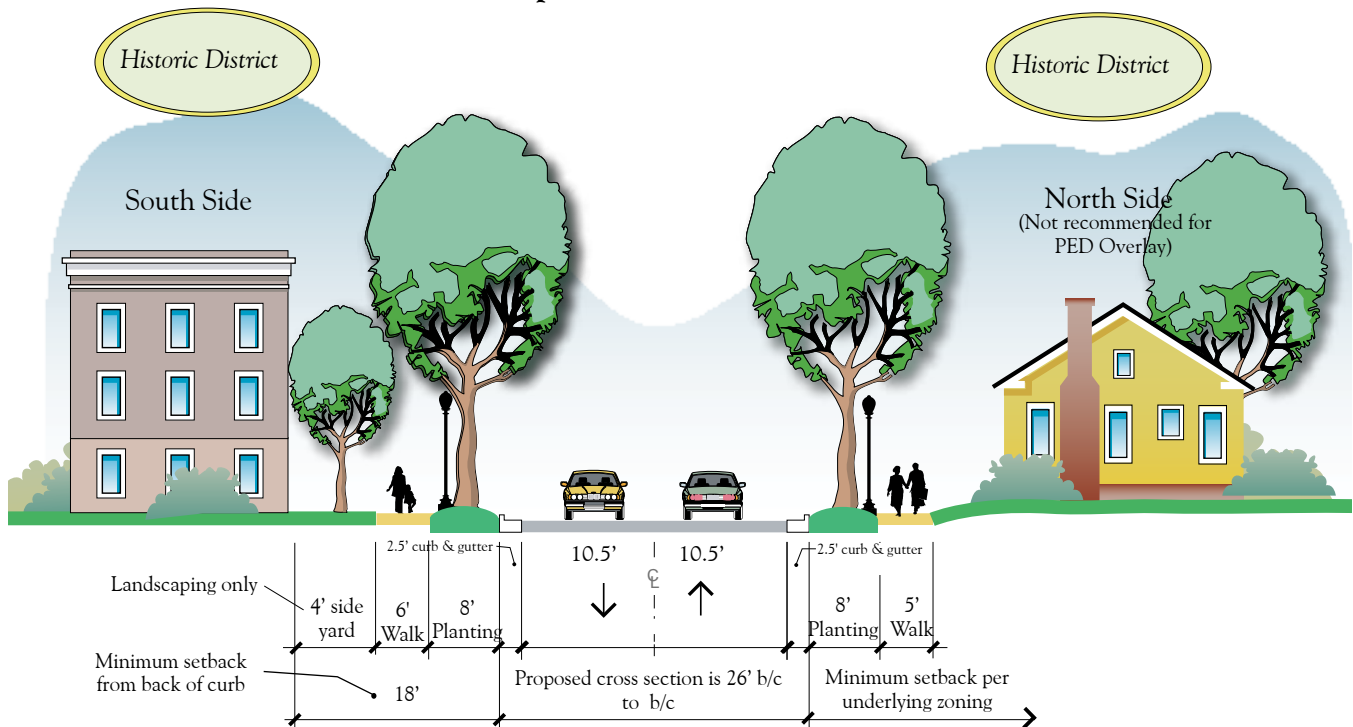 Historic District
Historic District
South Side
North Side
(Not recommended for
PED Overlay)
2.5' curb & gutter
10.5'
10.5'
2.5' curb & gutter
℄
Landscaping only
4' side
yard
6'
Walk
8'
Planting
8'
Planting
5'
Walk
Minimum setback
from back of curb
18'
Proposed cross section is 26' b/c
to b/c
Minimum setback per
underlying zoning